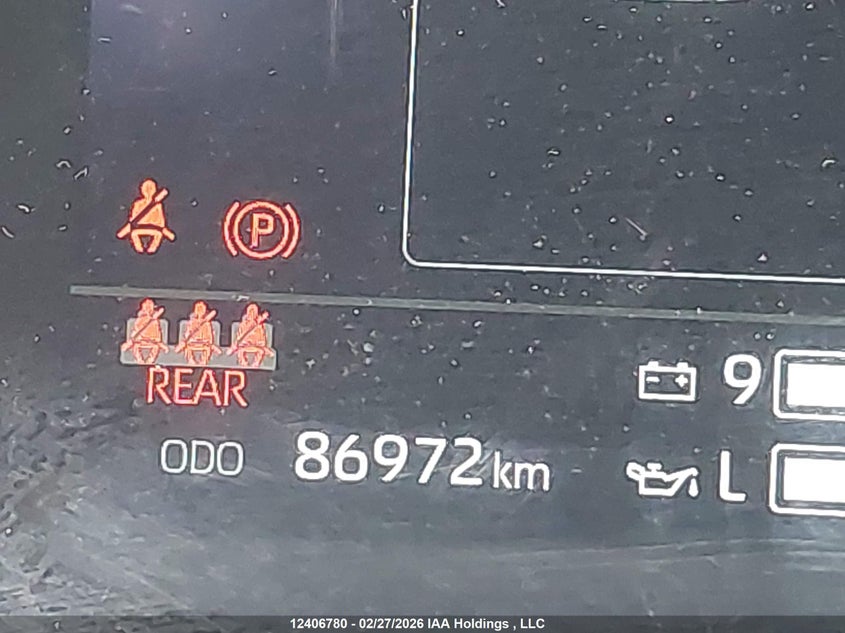 P
REAR
9
ODO 86972 km
L
12406780 - 02/27/2026 IAA Holdings , LLC